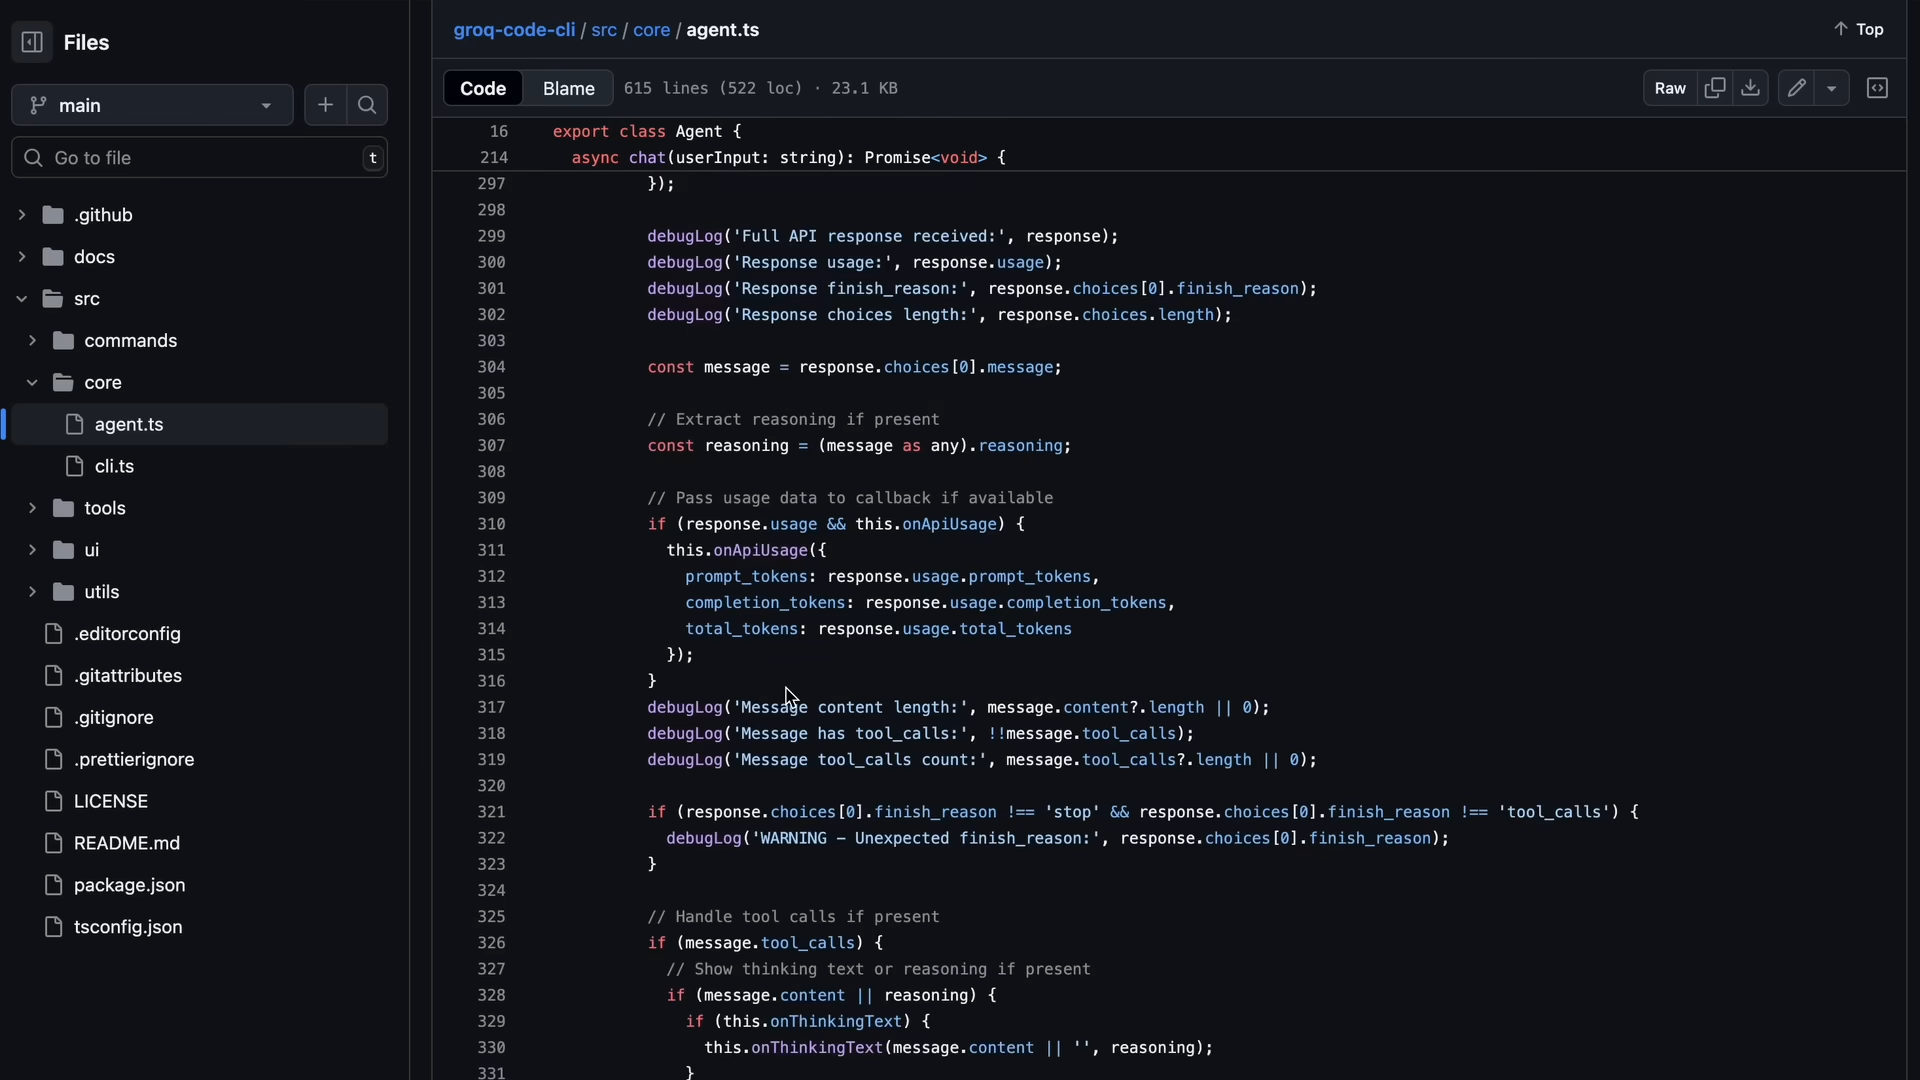 Files
main
Go to file
t
.github
docs
src
commands
core
agent.ts
cli.ts
tools
ui
utils
.editorconfig
.gitattributes
.gitignore
.prettierignore
LICENSE
README.md
package.json
tsconfig.json
groq-code-cli / src / core / agent.ts
Top
Code Blame 615 lines (522 loc) · 23.1 KB
Raw
16 export class Agent {
214 async chat(userInput: string): Promise<void> {
297 });
298
299 debugLog('Full API response received:', response);
300 debugLog('Response usage:', response.usage);
301 debugLog('Response finish_reason:', response.choices[0].finish_reason);
302 debugLog('Response choices length:', response.choices.length);
303
304 const message = response.choices[0].message;
305
306 // Extract reasoning if present
307 const reasoning = (message as any).reasoning;
308
309 // Pass usage data to callback if available
310 if (response.usage && this.onApiUsage) {
311 this.onApiUsage({
312 prompt_tokens: response.usage.prompt_tokens,
313 completion_tokens: response.usage.completion_tokens,
314 total_tokens: response.usage.total_tokens
315 });
316 }
317 debugLog('Message content length:', message.content?.length || 0);
318 debugLog('Message has tool_calls:', !!message.tool_calls);
319 debugLog('Message tool_calls count:', message.tool_calls?.length || 0);
320
321 if (response.choices[0].finish_reason !== 'stop' && response.choices[0].finish_reason !== 'tool_calls') {
322 debugLog('WARNING – Unexpected finish_reason:', response.choices[0].finish_reason);
323 }
324
325 // Handle tool calls if present
326 if (message.tool_calls) {
327 // Show thinking text or reasoning if present
328 if (message.content || reasoning) {
329 if (this.onThinkingText) {
330 this.onThinkingText(message.content || '', reasoning);
331 }